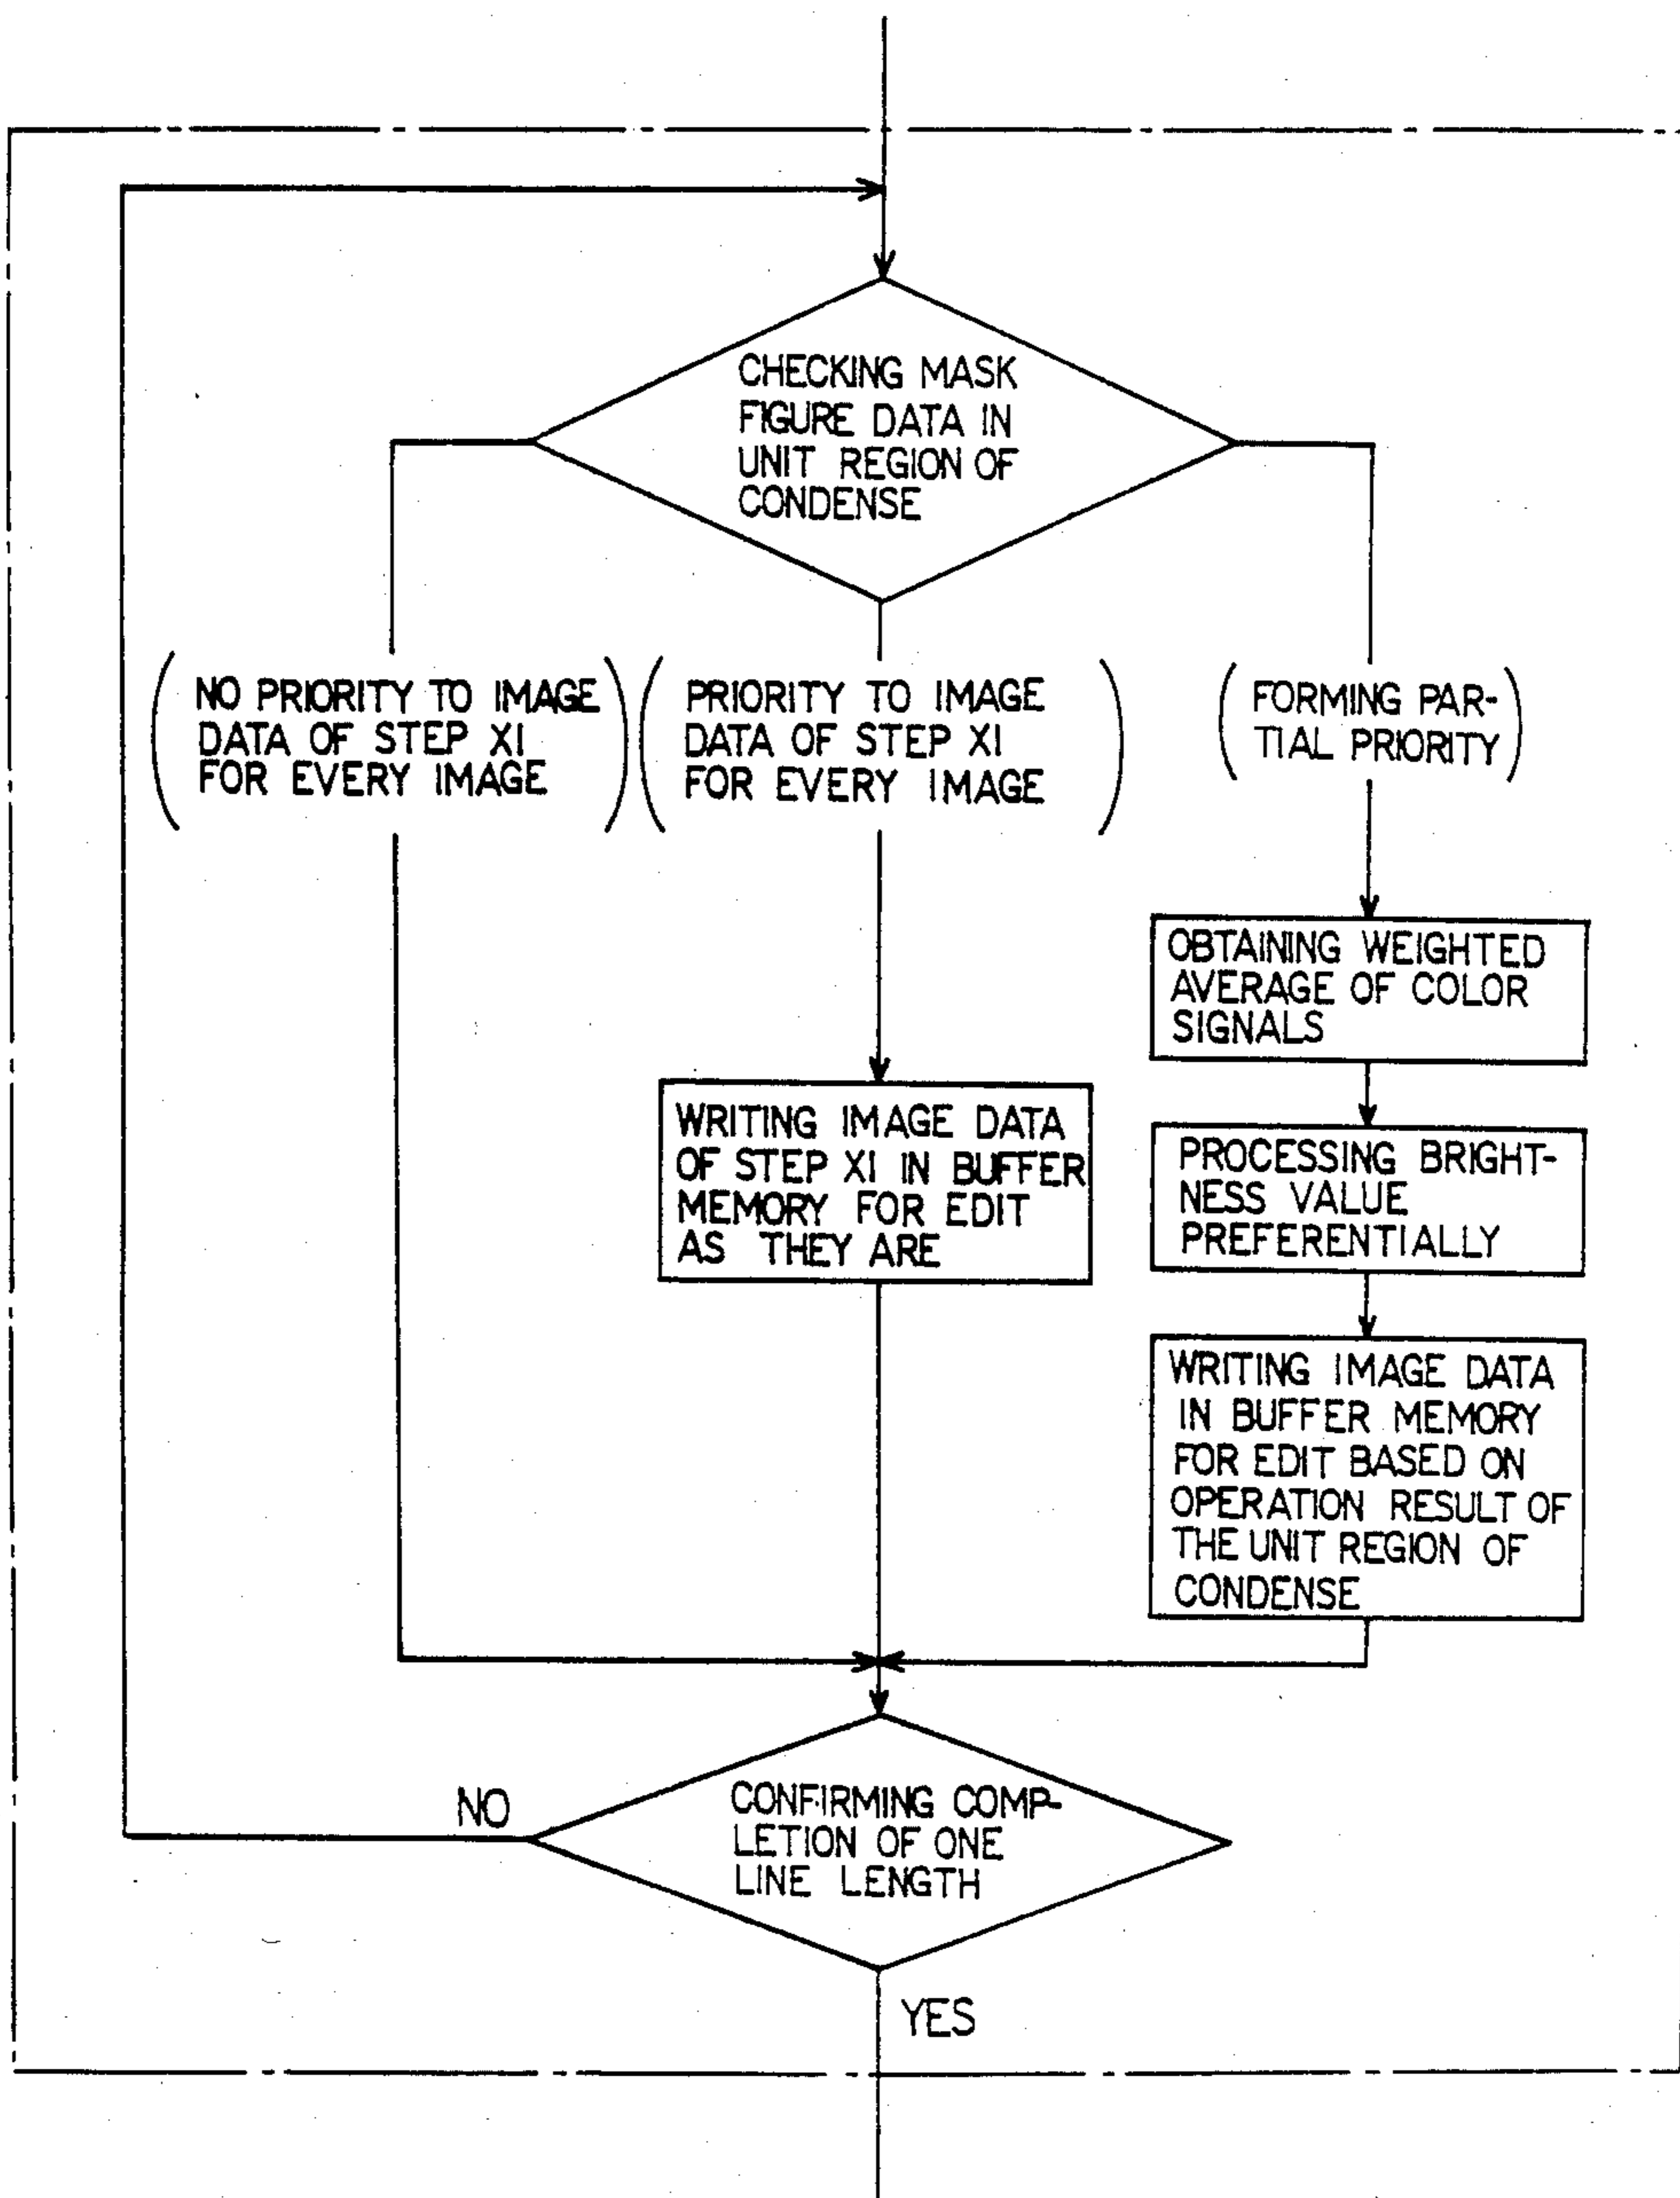 CHECKING MASK
FIGURE DATA IN
UNIT REGION OF
CONDENSE
(NO PRIORITY TO IMAGE
DATA OF STEP XI
FOR EVERY IMAGE)
(PRIORITY TO IMAGE
DATA OF STEP XI
FOR EVERY IMAGE)
(FORMING PAR-
TIAL PRIORITY)
OBTAINING WEIGHTED
AVERAGE OF COLOR
SIGNALS
WRITING IMAGE DATA
OF STEP XI IN BUFFER
MEMORY FOR EDIT
AS THEY ARE
PROCESSING BRIGHT-
NESS VALUE
PREFERENTIALLY
WRITING IMAGE DATA
IN BUFFER MEMORY
FOR EDIT BASED ON
OPERATION RESULT OF
THE UNIT REGION OF
CONDENSE
NO
CONFIRMING COMP-
LETION OF ONE
LINE LENGTH
YES